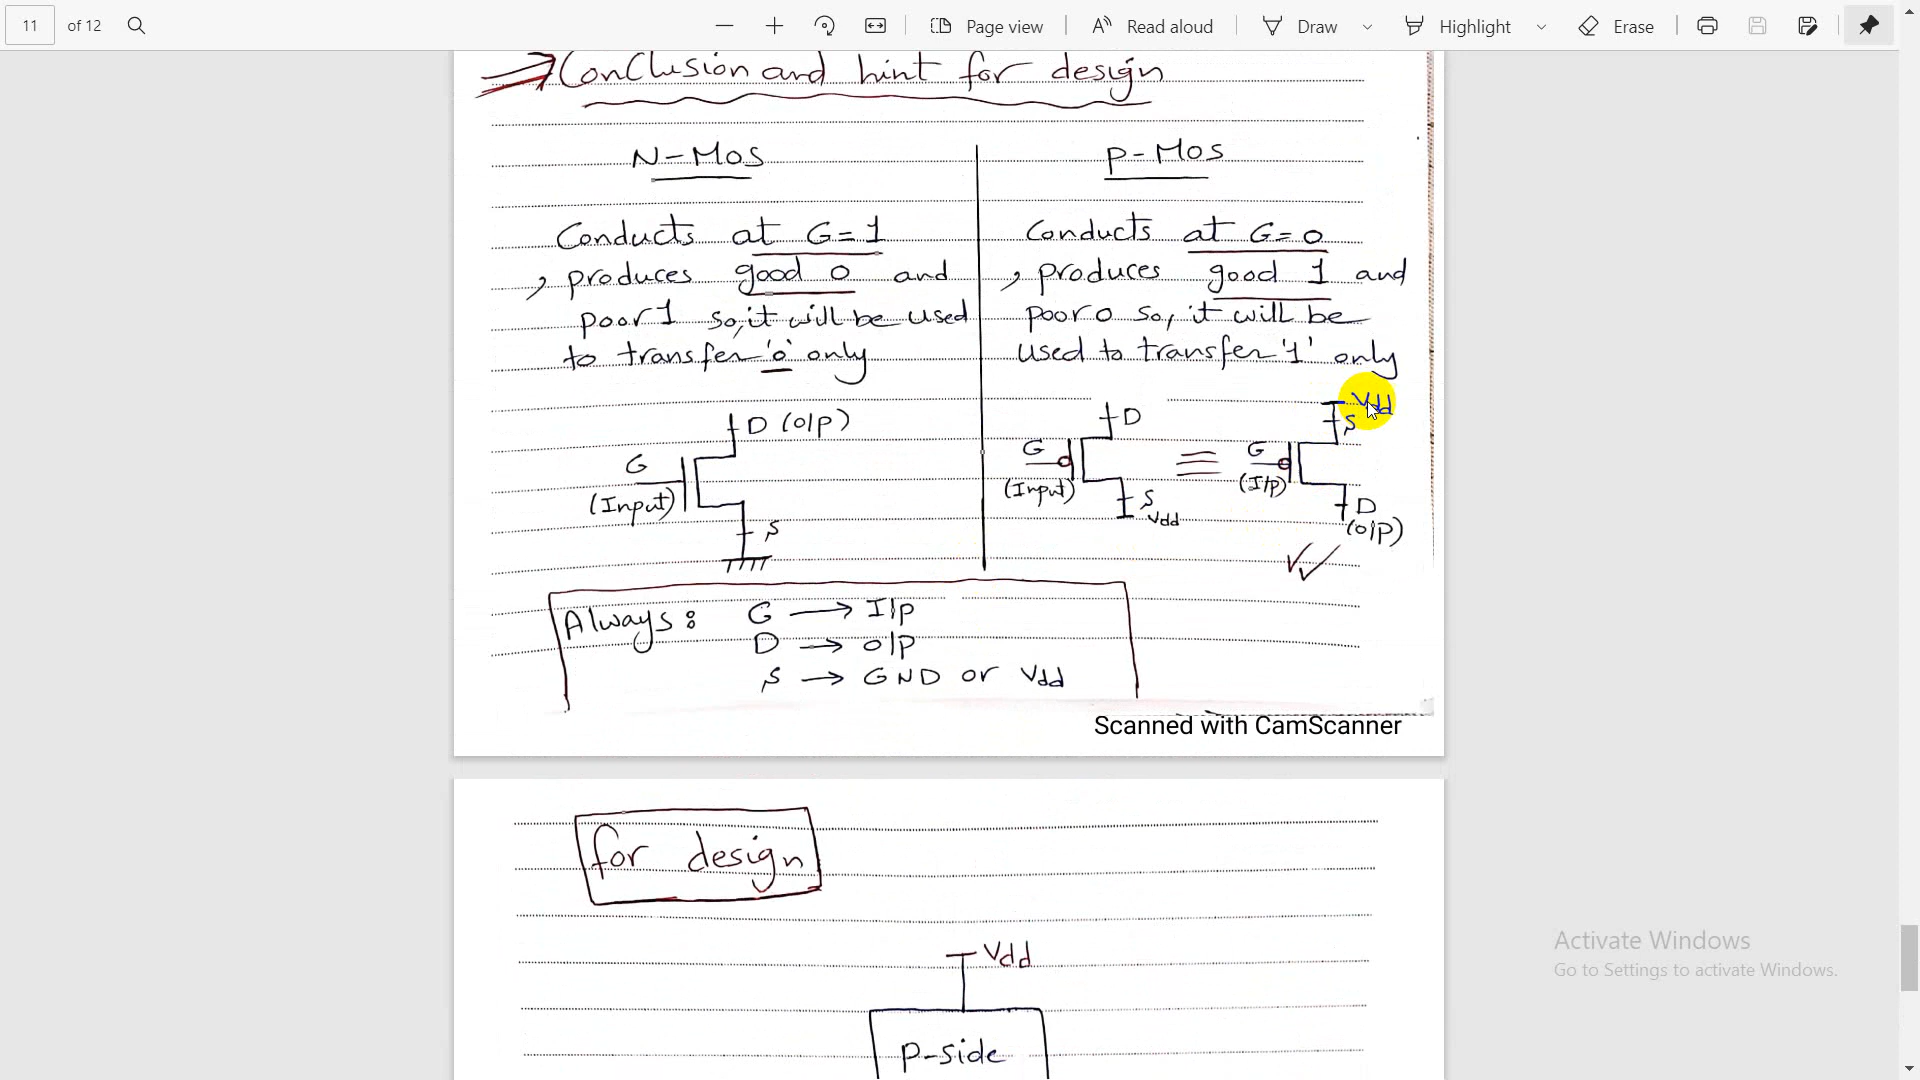 11 of 12 Page view Read aloud Draw Highlight Erase
Conclusion and hint for design
N-Mos
Conducts at G=1
, produces good 0 and
poor 1 so, it will be used
to transfer '0' only
D (o/p)
G
(Input)
S
P-Mos
Conducts at G=0
, produces good 1 and
poor 0 so, it will be
used to transfer '1' only
D
G
(Input)
S
Vdd
Vdd
S
G
(I/p)
D
(o/p)
Always: G → I/p
D → o/p
S → GND or Vdd
Scanned with CamScanner
for design
Vdd
P-side
Activate Windows
Go to Settings to activate Windows.